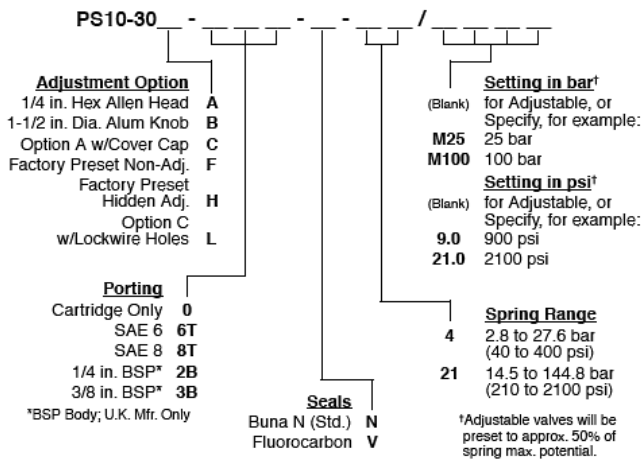 PS10-30__ - __ __ __ - __ - __ __ / __ __ __ __
Adjustment Option
1/4 in. Hex Allen Head A
1-1/2 in. Dia. Alum Knob B
Option A w/Cover Cap C
Factory Preset Non-Adj. F
Factory Preset
Hidden Adj. H
Option C
w/Lockwire Holes L
Porting
Cartridge Only 0
SAE 6 6T
SAE 8 8T
1/4 in. BSP* 2B
3/8 in. BSP* 3B
*BSP Body; U.K. Mfr. Only
Seals
Buna N (Std.) N
Fluorocarbon V
Setting in bar†
(Blank) for Adjustable, or
Specify, for example:
M25 25 bar
M100 100 bar
Setting in psi†
(Blank) for Adjustable, or
Specify, for example:
9.0 900 psi
21.0 2100 psi
Spring Range
4 2.8 to 27.6 bar
(40 to 400 psi)
21 14.5 to 144.8 bar
(210 to 2100 psi)
†Adjustable valves will be
preset to approx. 50% of
spring max. potential.